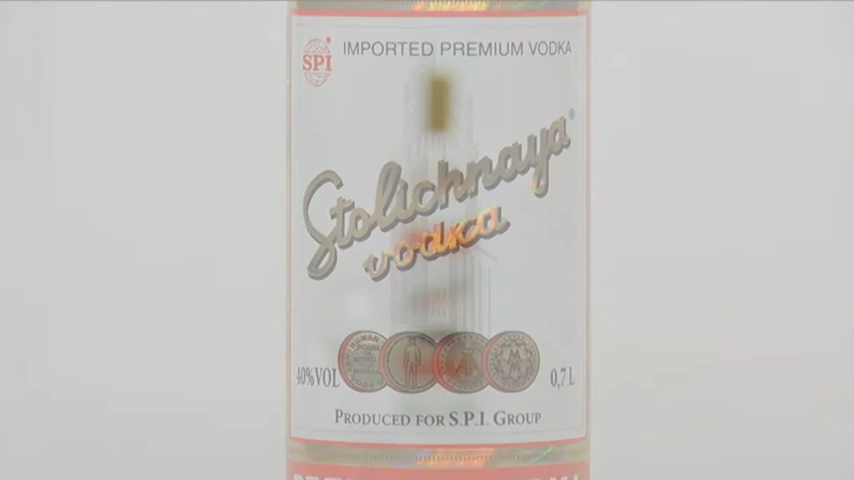 SPI
IMPORTED PREMIUM VODKA
Stolichnaya®
vodka
40%VOL
0,7 L
PRODUCED FOR S.P.I. GROUP